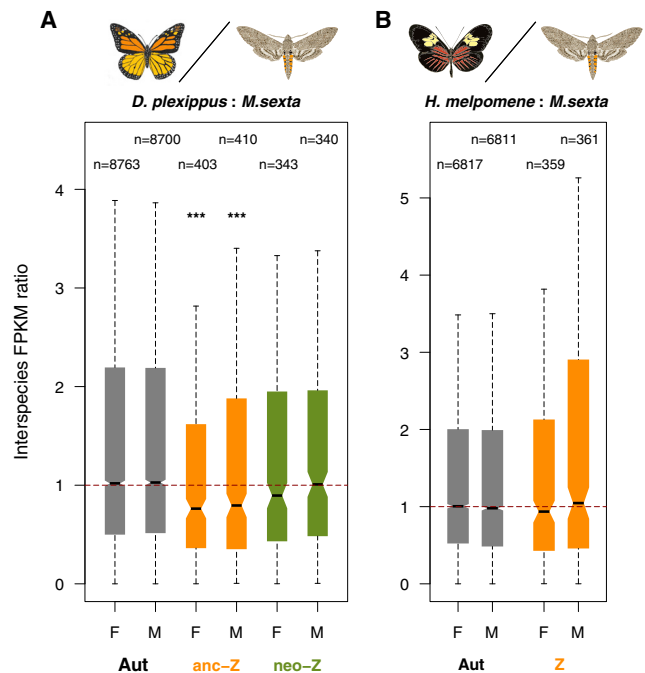 A
B
D. plexippus : M.sexta
H. melpomene : M.sexta
n=8700 n=410 n=340
n=8763 n=403 n=343
*** ***
n=6811 n=361
n=6817 n=359
Interspecies FPKM ratio
4
3
2
1
0
5
4
3
2
1
0
F M F M F M
Aut anc–Z neo–Z
F M F M
Aut Z